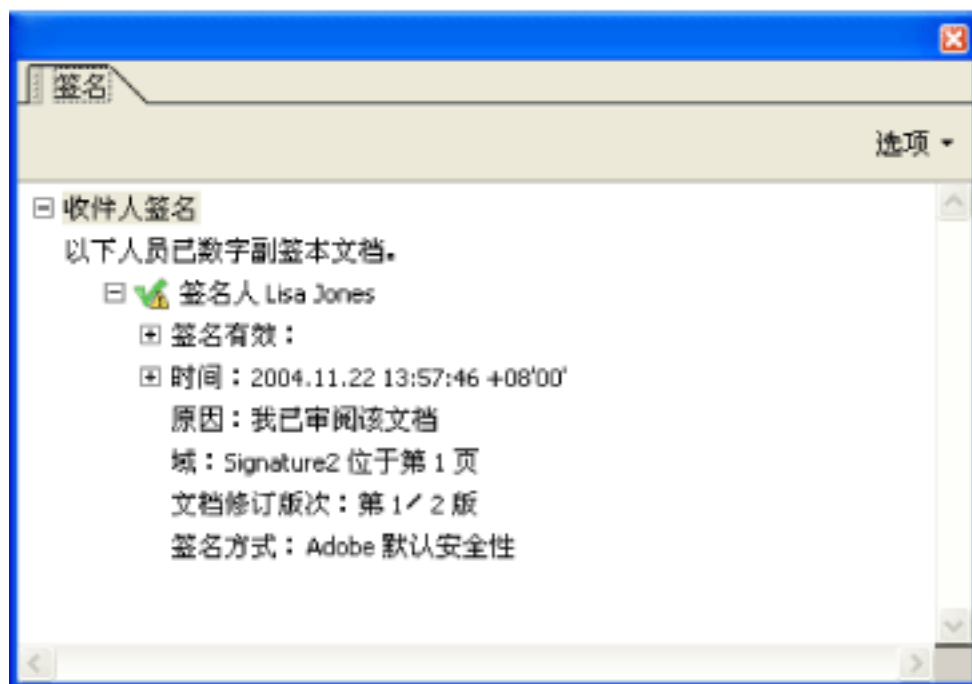 签名
选项
收件人签名
以下人员已数字副签本文档。
签名人 Lisa Jones
签名有效：
时间：2004.11.22 13:57:46 +08'00'
原因：我已审阅该文档
域：Signature2 位于第 1 页
文档修订版次：第 1／ 2 版
签名方式：Adobe 默认安全性